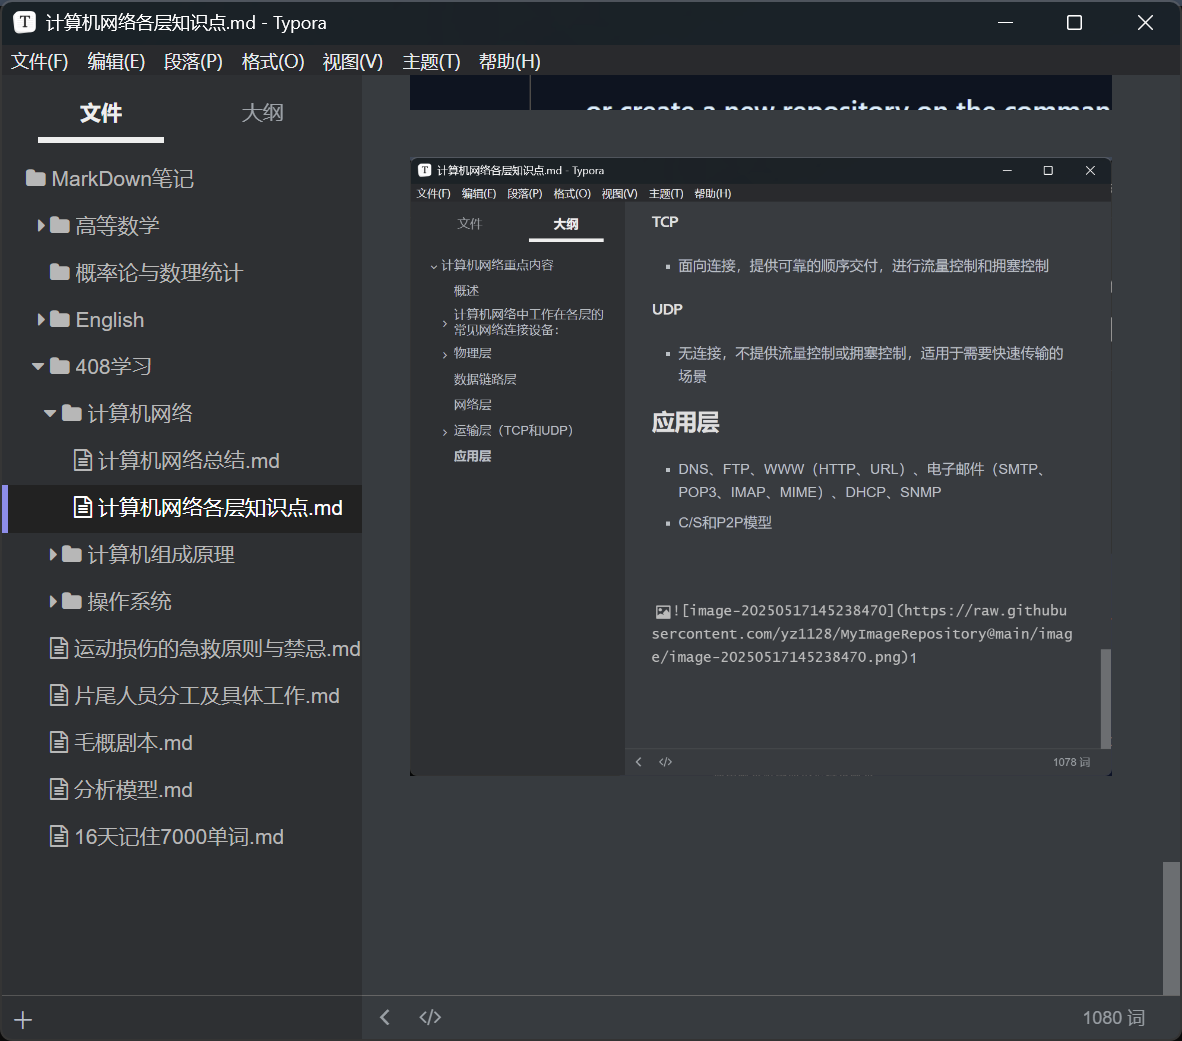 计算机网络各层知识点.md - Typora
文件(F) 编辑(E) 段落(P) 格式(O) 视图(V) 主题(T) 帮助(H)
文件 大纲
MarkDown笔记
高等数学
概率论与数理统计
English
408学习
计算机网络
计算机网络总结.md
计算机网络各层知识点.md
计算机组成原理
操作系统
运动损伤的急救原则与禁忌.md
片尾人员分工及具体工作.md
毛概剧本.md
分析模型.md
16天记住7000单词.md
or create a new repository on the comman
计算机网络各层知识点.md - Typora
文件(F) 编辑(E) 段落(P) 格式(O) 视图(V) 主题(T) 帮助(H)
文件 大纲
计算机网络重点内容
概述
计算机网络中工作在各层的
常见网络连接设备：
物理层
数据链路层
网络层
运输层（TCP和UDP）
应用层
TCP
面向连接，提供可靠的顺序交付，进行流量控制和拥塞控制
UDP
无连接，不提供流量控制或拥塞控制，适用于需要快速传输的
场景
应用层
DNS、FTP、WWW（HTTP、URL）、电子邮件（SMTP、
POP3、IMAP、MIME）、DHCP、SNMP
C/S和P2P模型
![image-20250517145238470](https://raw.githubu
sercontent.com/yz1128/MyImageRepository@main/imag
e/image-20250517145238470.png)1
1078 词
1080 词